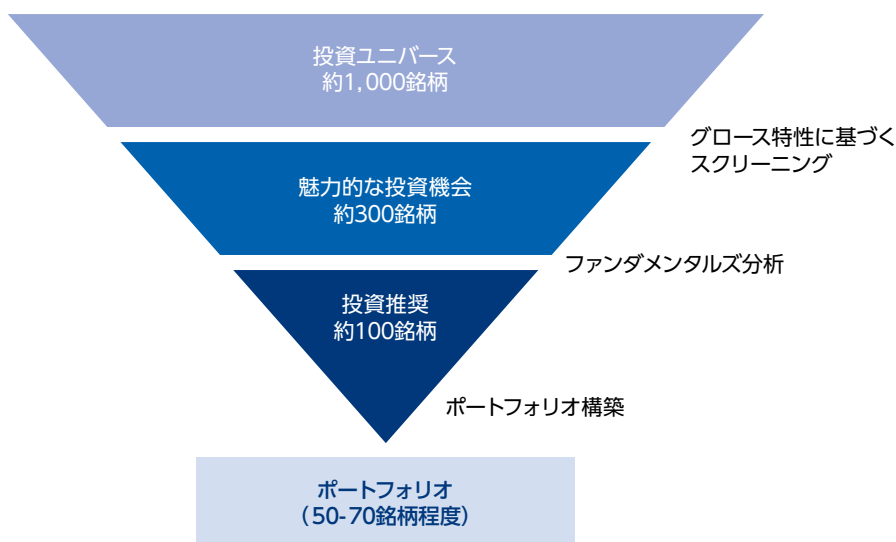 投資ユニバース
約1,000銘柄
グロース特性に基づく
スクリーニング
魅力的な投資機会
約300銘柄
ファンダメンタルズ分析
投資推奨
約100銘柄
ポートフォリオ構築
ポートフォリオ
（50-70銘柄程度）